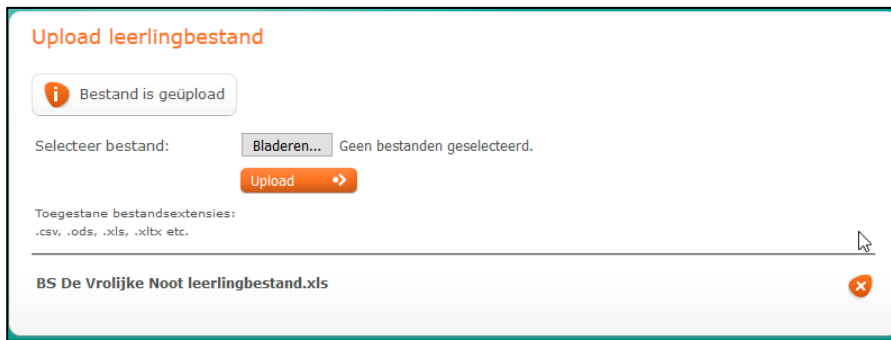 Upload leerlingbestand
i Bestand is geüpload
Selecteer bestand: Bladeren... Geen bestanden geselecteerd.
Upload
Toegestane bestandsextensies:
.csv, .ods, .xls, .xltx etc.
BS De Vrolijke Noot leerlingbestand.xls